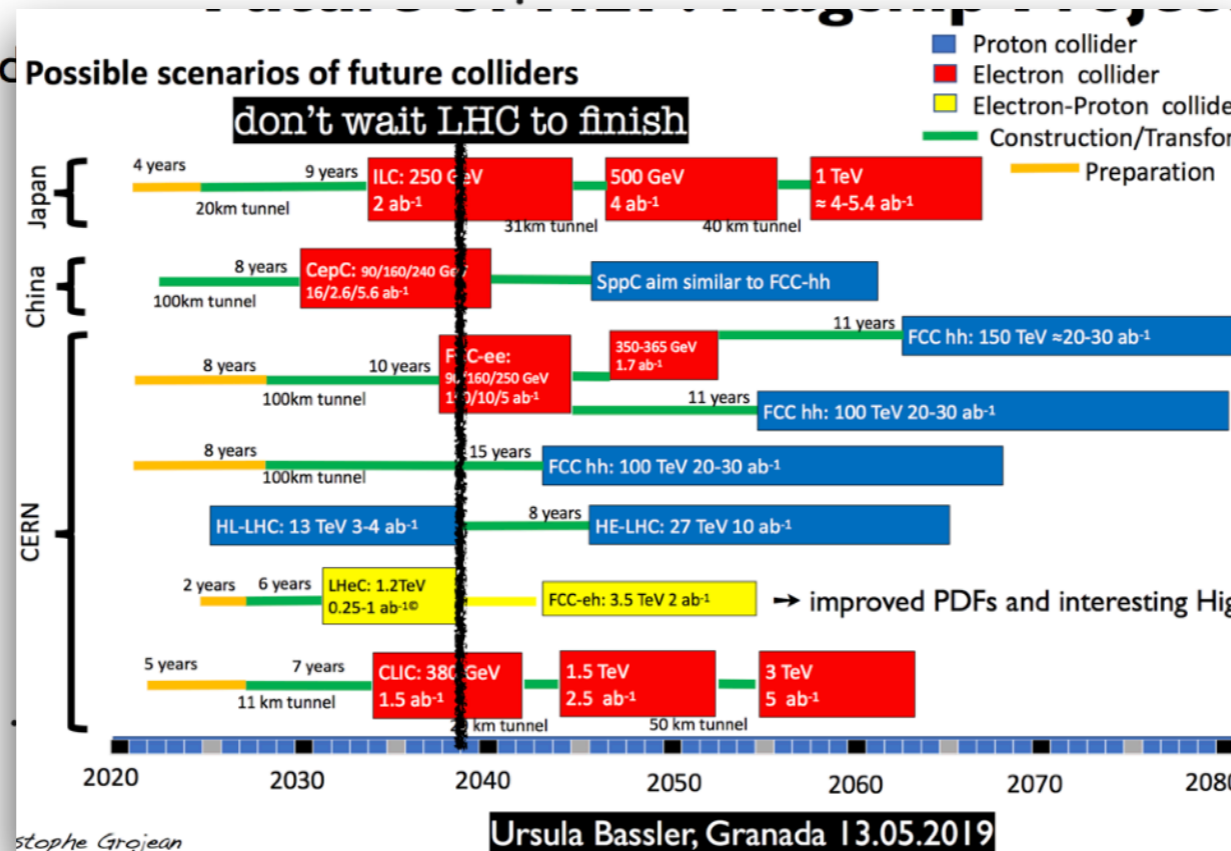 Possible scenarios of future colliders
don't wait LHC to finish
Proton collider
Electron collider
Electron-Proton collide
Construction/Transfor
Preparation
Japan
4 years
9 years
20km tunnel
ILC: 250 GeV
2 ab-1
31km tunnel
500 GeV
4 ab-1
40 km tunnel
1 TeV
≈ 4-5.4 ab-1
China
8 years
100km tunnel
CepC: 90/160/240 GeV
16/2.6/5.6 ab-1
SppC aim similar to FCC-hh
CERN
8 years
10 years
100km tunnel
-ee:
/160/250 GeV
/10/5 ab-1
350-365 GeV
1.7 ab-1
11 years
FCC hh: 150 TeV ≈20-30 ab-1
11 years
FCC hh: 100 TeV 20-30 ab-1
8 years
15 years
100km tunnel
FCC hh: 100 TeV 20-30 ab-1
HL-LHC: 13 TeV 3-4 ab-1
8 years
HE-LHC: 27 TeV 10 ab-1
2 years
6 years
LHeC: 1.2TeV
0.25-1 ab-1©
FCC-eh: 3.5 TeV 2 ab-1
→ improved PDFs and interesting Hig
5 years
7 years
11 km tunnel
CLIC: 380 GeV
1.5 ab-1
km tunnel
1.5 TeV
2.5 ab-1
50 km tunnel
3 TeV
5 ab-1
2020 2030 2040 2050 2060 2070 2080
stophe Grojean
Ursula Bassler, Granada 13.05.2019